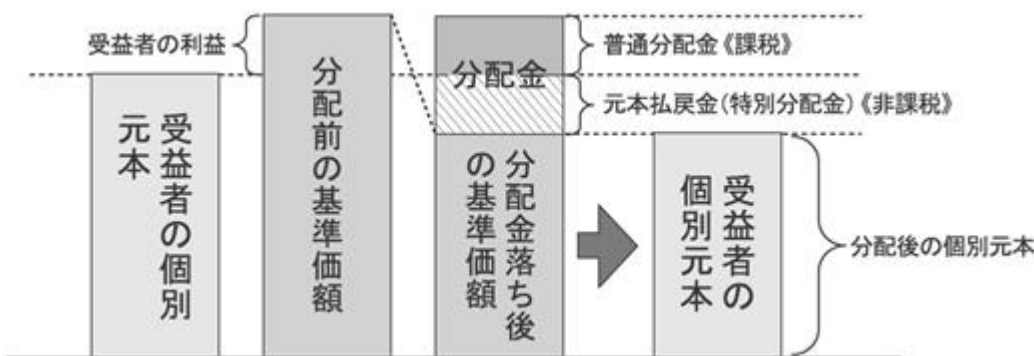 受益者の利益
受益者の個別
元本
分配前の基準価額
分配金
分配金落ち後
の基準価額
普通分配金《課税》
元本払戻金(特別分配金)《非課税》
受益者の
個別元本
分配後の個別元本